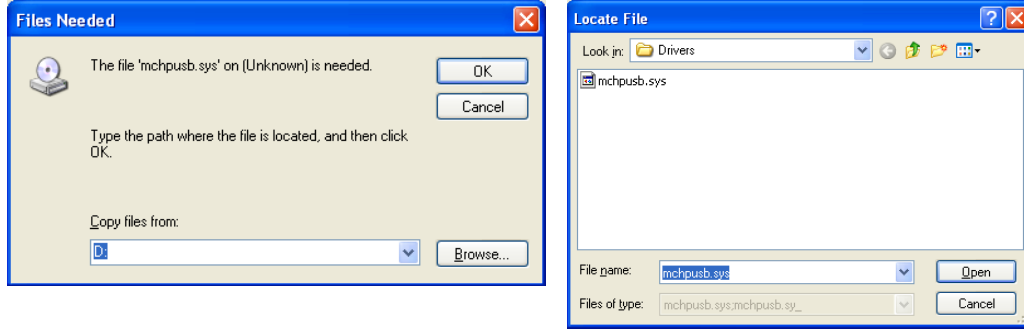 Files Needed
The file 'mchpusb.sys' on (Unknown) is needed.
OK
Cancel
Type the path where the file is located, and then click
OK.
Copy files from:
D:
Browse...
Locate File
Look in: Drivers
mchpusb.sys
File name: mchpusb.sys
Open
Files of type: mchpusb.sys;mchpusb.sy_
Cancel